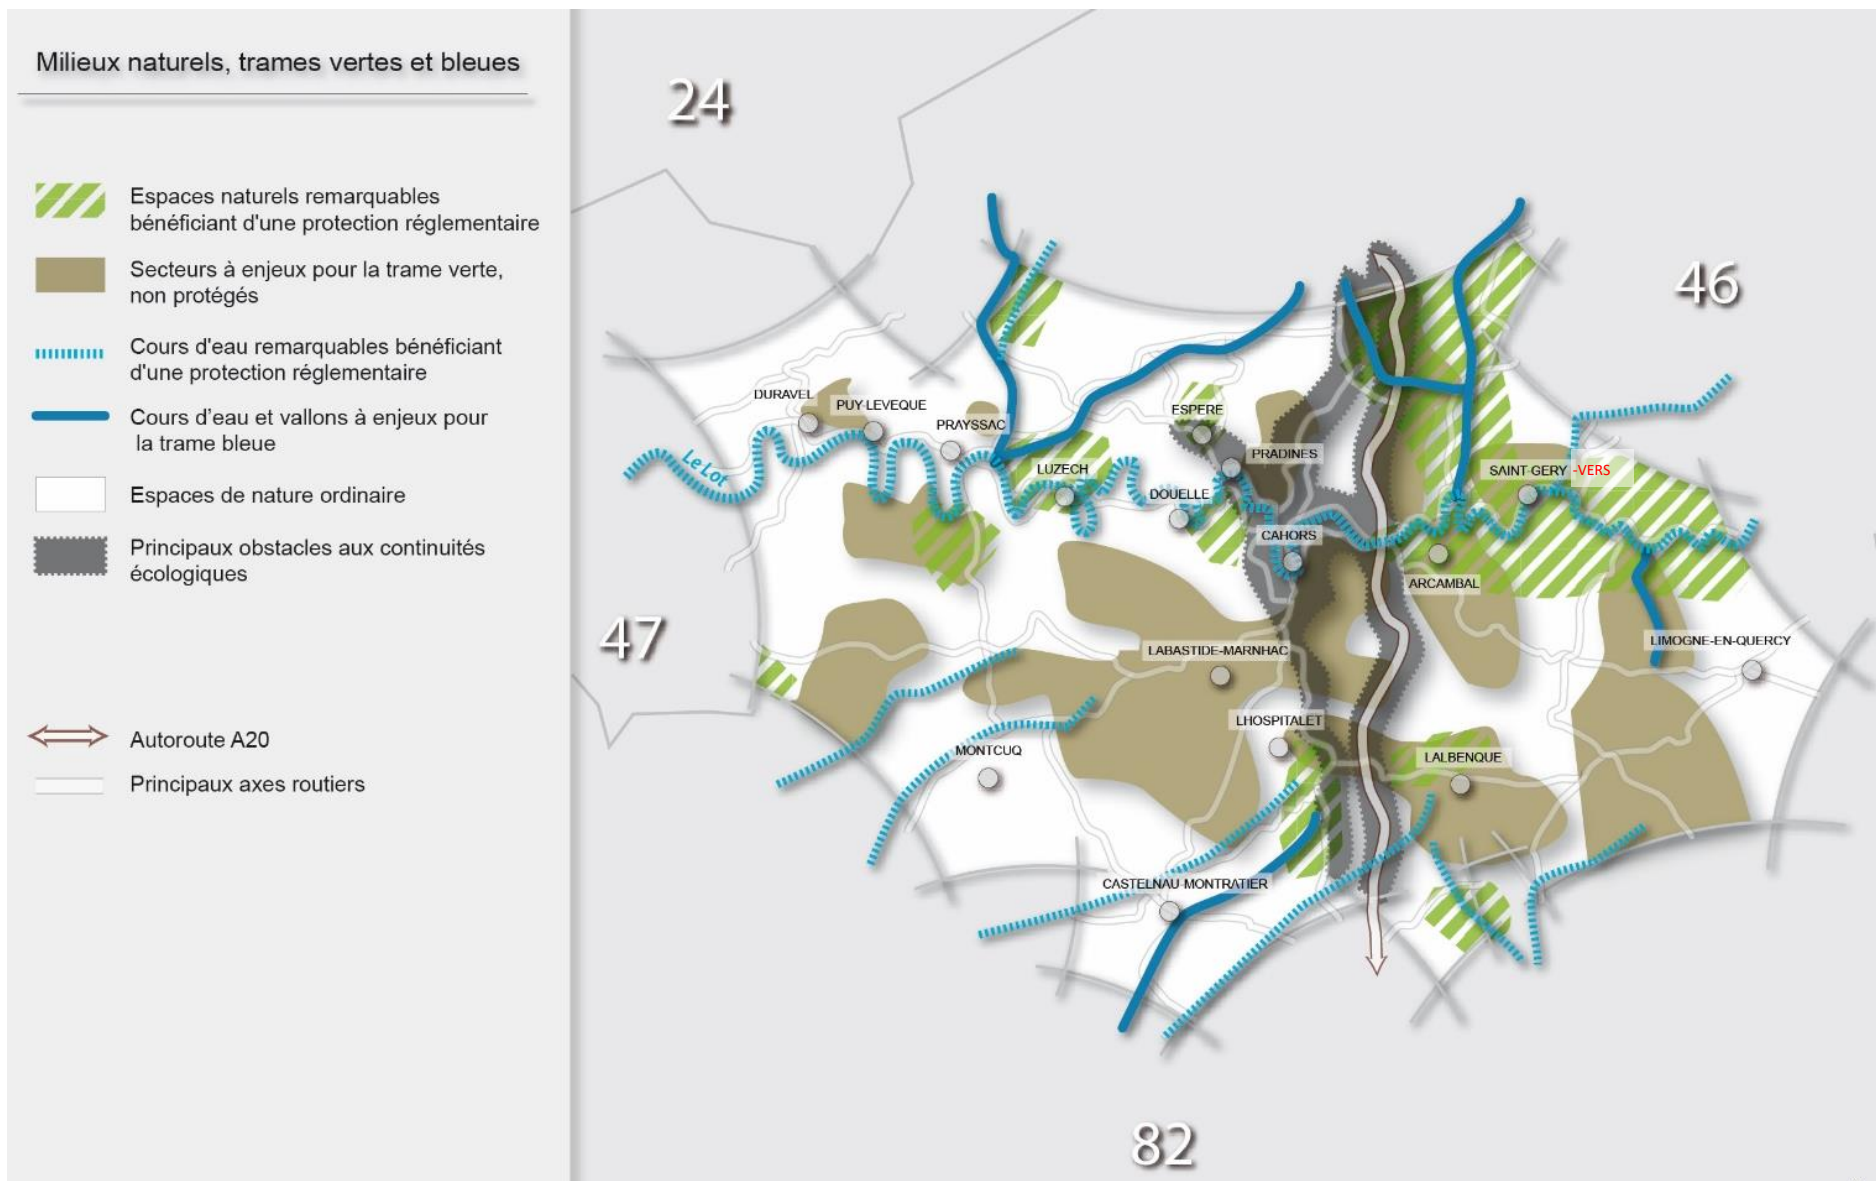 Milieux naturels, trames vertes et bleues
Espaces naturels remarquables
bénéficiant d'une protection réglementaire
Secteurs à enjeux pour la trame verte,
non protégés
Cours d'eau remarquables bénéficiant
d'une protection réglementaire
Cours d'eau et vallons à enjeux pour
la trame bleue
Espaces de nature ordinaire
Principaux obstacles aux continuités
écologiques
Autoroute A20
Principaux axes routiers
24
46
47
82
DURAVEL
PUY-LEVEQUE
PRAYSSAC
Le Lot
LUZECH
ESPERE
PRADINES
DOUELLE
CAHORS
SAINT-GERY -VERS
ARCAMBAL
LIMOGNE-EN-QUERCY
LABASTIDE-MARNHAC
LHOSPITALET
MONTCUQ
LALBENQUE
CASTELNAU-MONTRATIER